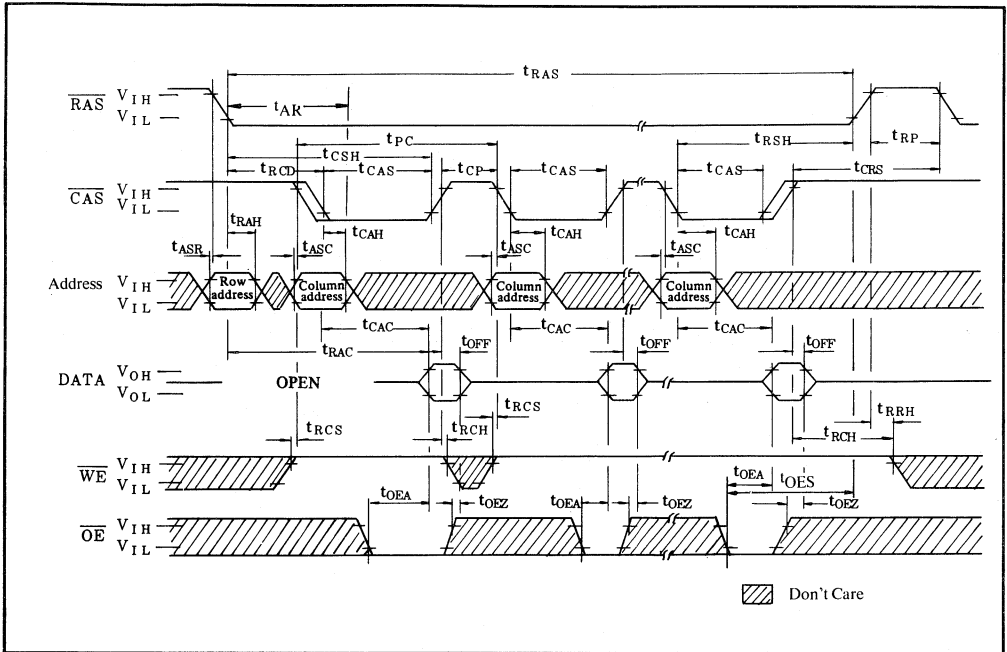 tRAS
RAS VIH
VIL
tAR
tPC
tRSH
tRP
tCSH
tRCD
tCAS
tCP
tCAS
tCAS
tCRS
CAS VIH
VIL
tRAH
tCAH
tCAH
tCAH
tASR
tASC
tASC
tASC
Address VIH
VIL
Row address
Column address
Column address
Column address
tCAC
tCAC
tCAC
tRAC
tOFF
tOFF
tOFF
DATA VOH
VOL
OPEN
tRCS
tRCS
tRCH
tRRH
tRCH
WE VIH
VIL
tOEA
tOEZ
tOEA
tOEZ
tOEA
tOES
tOEZ
OE VIH
VIL
Don't Care